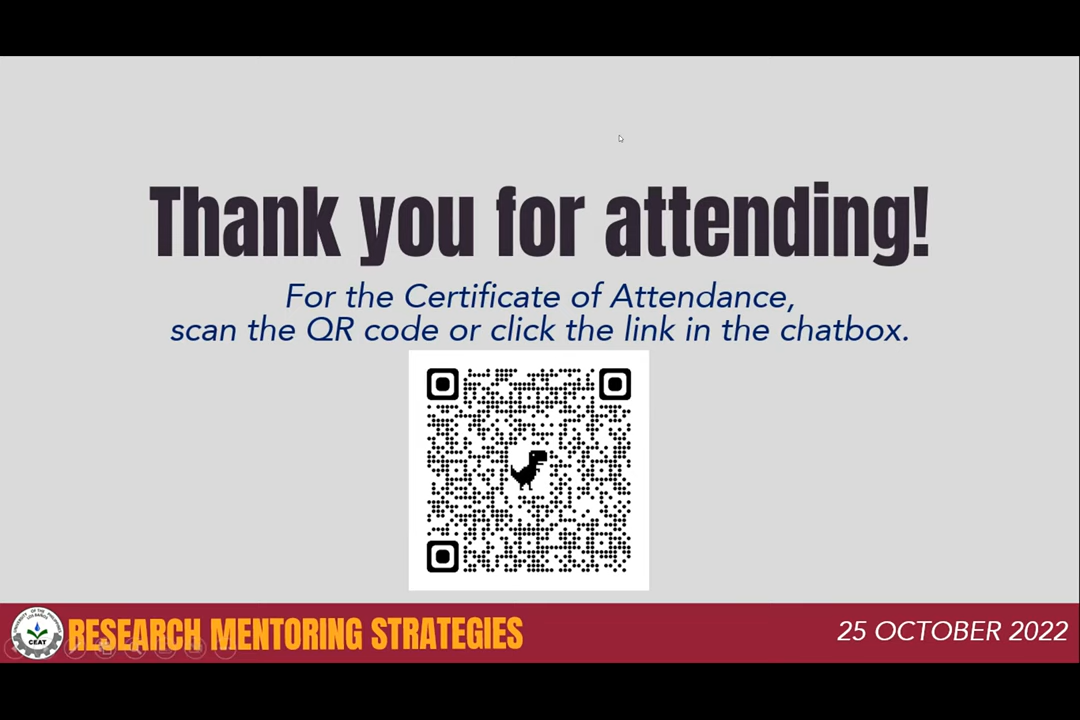 Thank you for attending!
For the Certificate of Attendance,
scan the QR code or click the link in the chatbox.
CEAT
RESEARCH MENTORING STRATEGIES
25 OCTOBER 2022